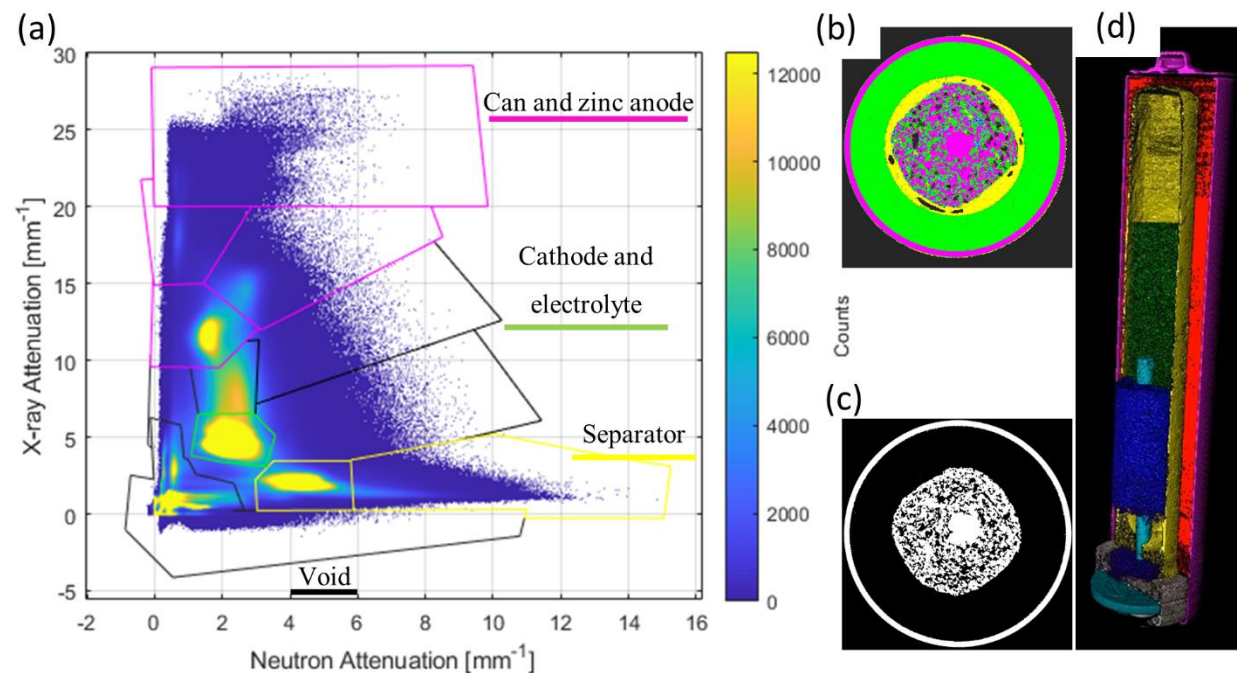 (a)
30
25
20
15
10
5
0
-5
X-ray Attenuation [mm-1]
-2 0 2 4 6 8 10 12 14 16
Neutron Attenuation [mm-1]
Can and zinc anode
Cathode and
electrolyte
Separator
Void
12000
10000
8000
6000
4000
2000
0
Counts
(b)
(c)
(d)